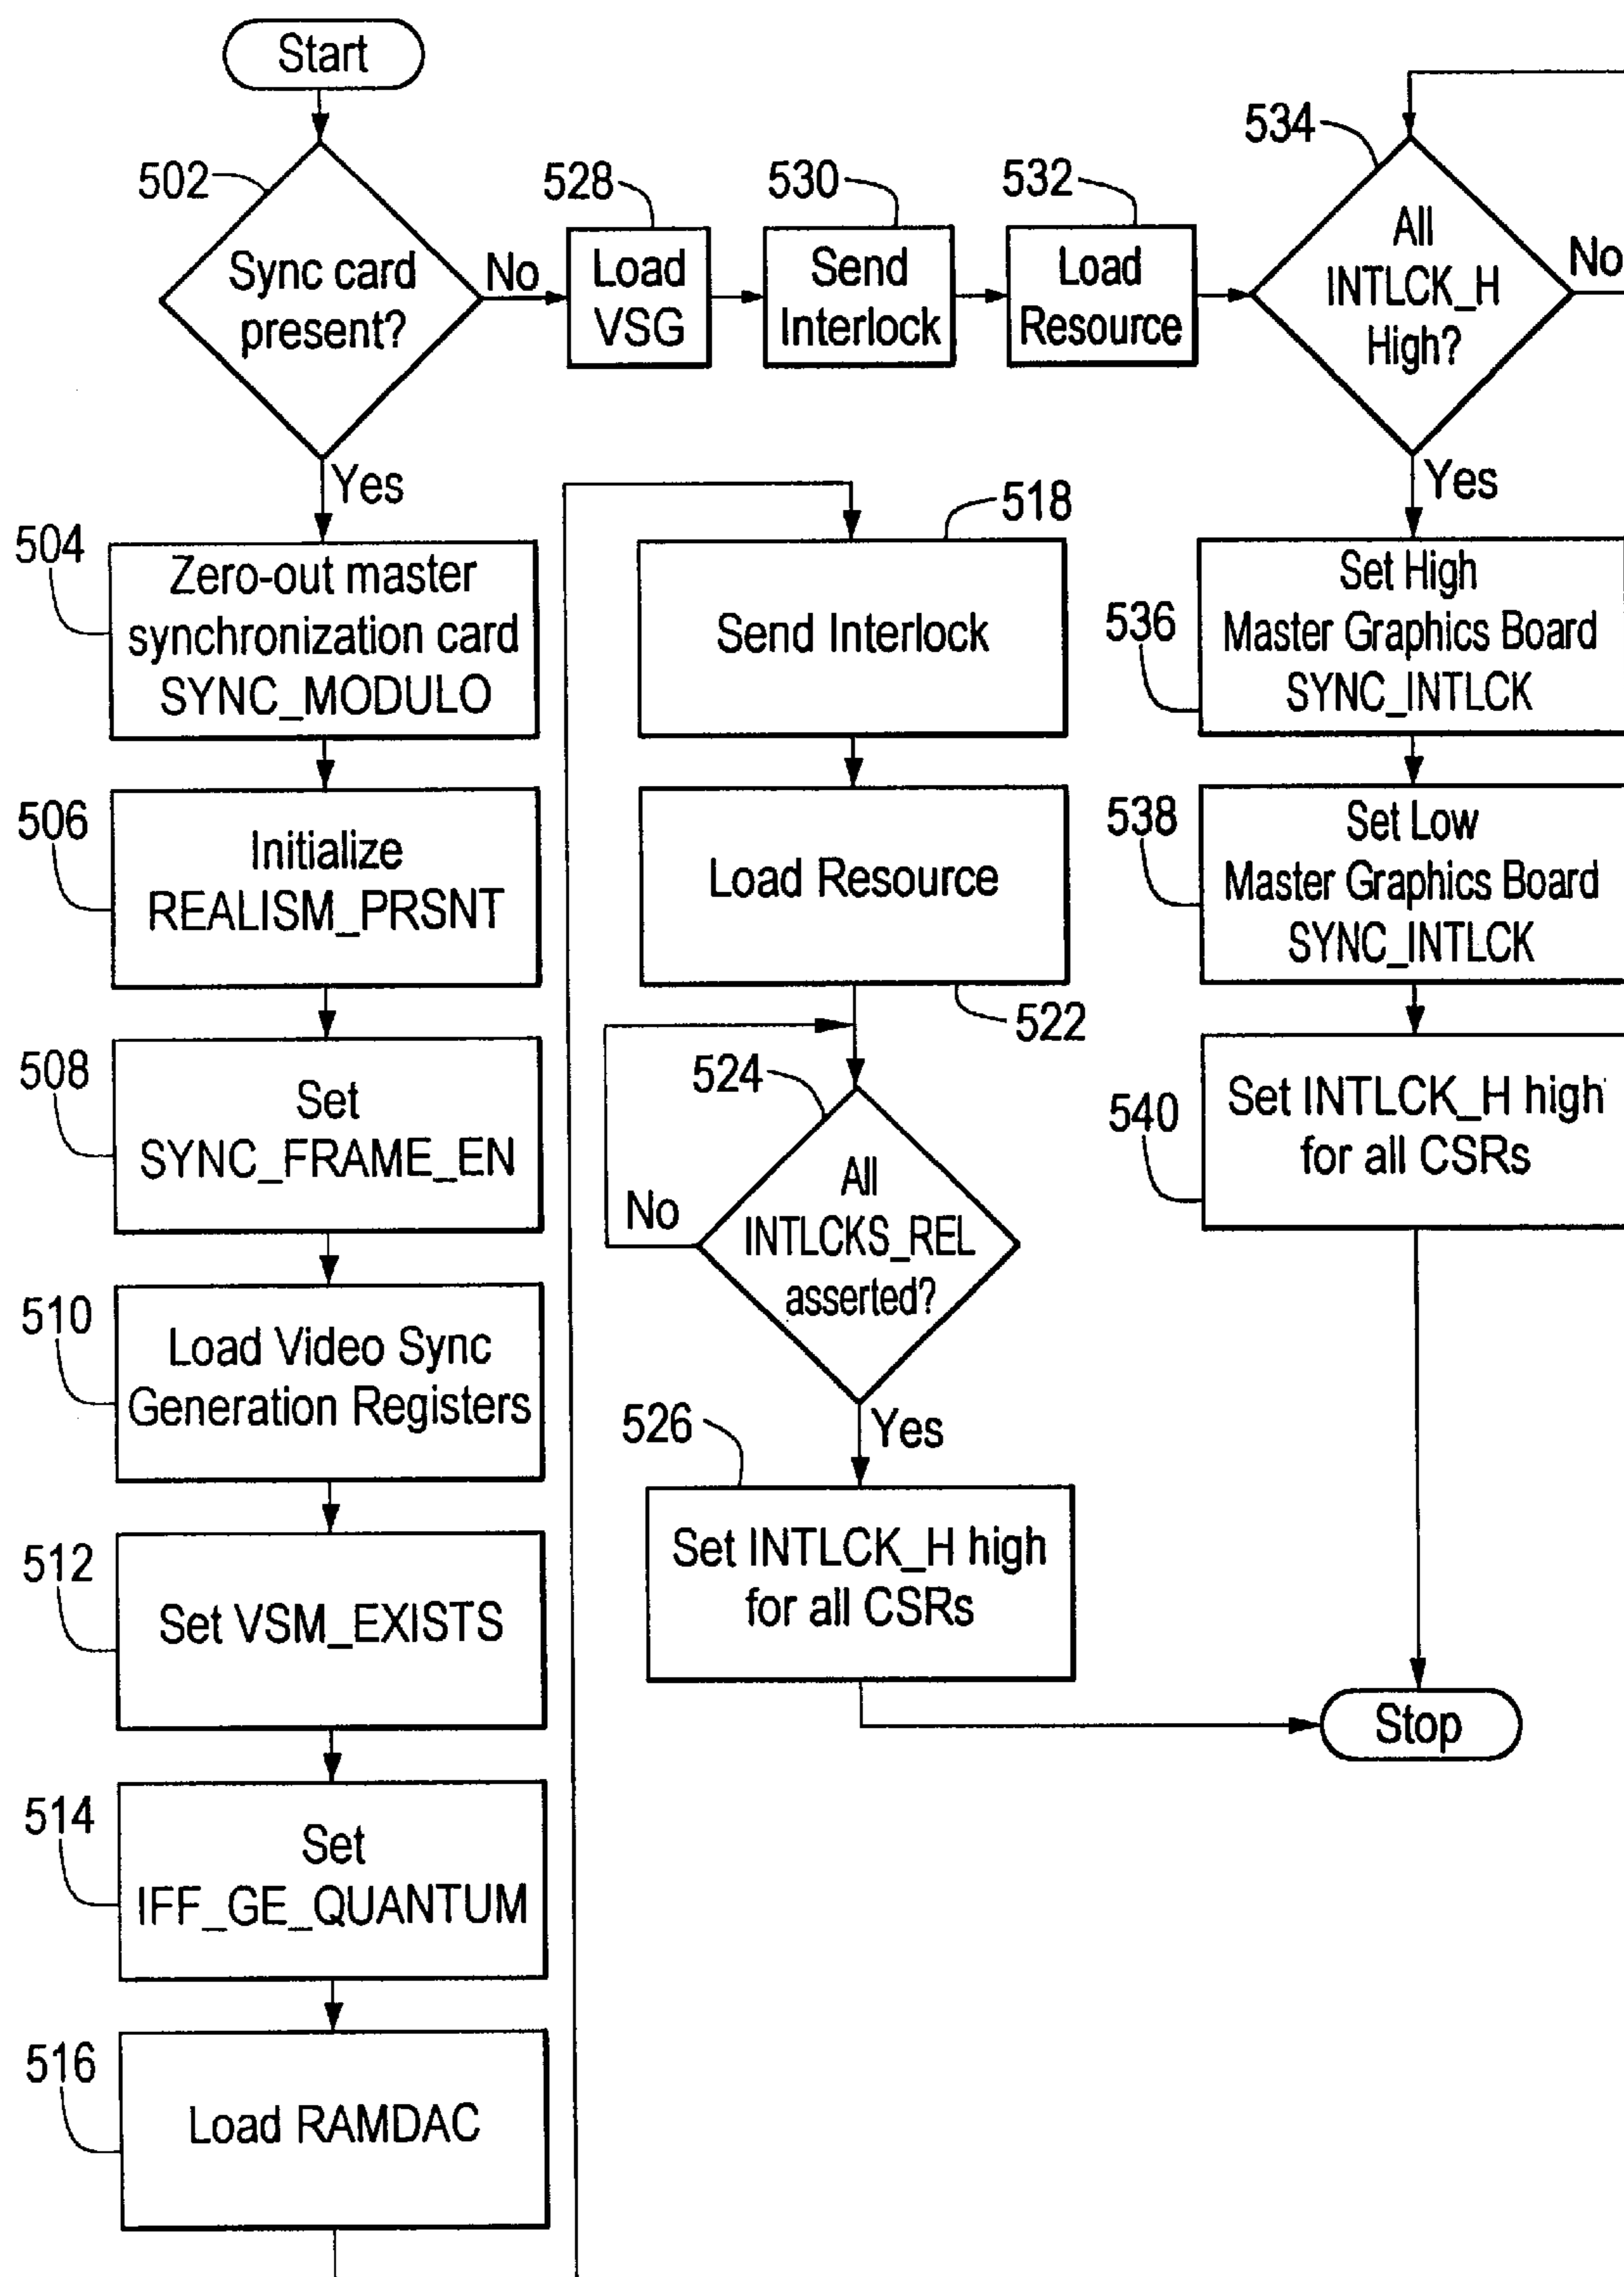 Start
502
Sync card
present?
No
Yes
528
Load
VSG
530
Send
Interlock
532
Load
Resource
534
All
INTLCK_H
High?
No
Yes
504
Zero-out master
synchronization card
SYNC_MODULO
506
Initialize
REALISM_PRSNT
508
Set
SYNC_FRAME_EN
510
Load Video Sync
Generation Registers
512
Set VSM_EXISTS
514
Set
IFF_GE_QUANTUM
516
Load RAMDAC
518
Send Interlock
Load Resource
522
524
All
INTLCKS_REL
asserted?
No
Yes
526
Set INTLCK_H high
for all CSRs
536
Set High
Master Graphics Board
SYNC_INTLCK
538
Set Low
Master Graphics Board
SYNC_INTLCK
540
Set INTLCK_H high
for all CSRs
Stop